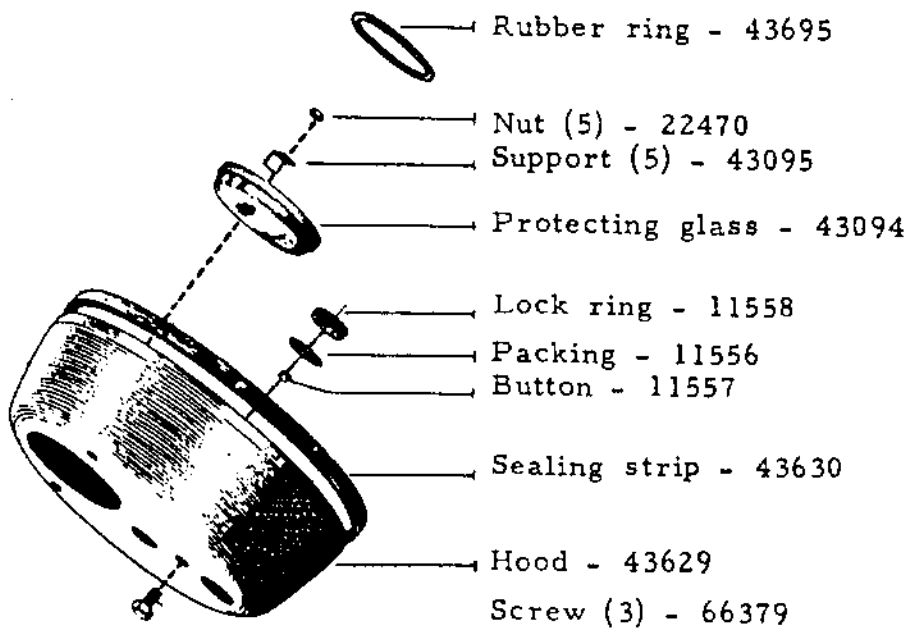 Rubber ring - 43695
Nut (5) - 22470
Support (5) - 43095
Protecting glass - 43094
Lock ring - 11558
Packing - 11556
Button - 11557
Sealing strip - 43630
Hood - 43629
Screw (3) - 66379